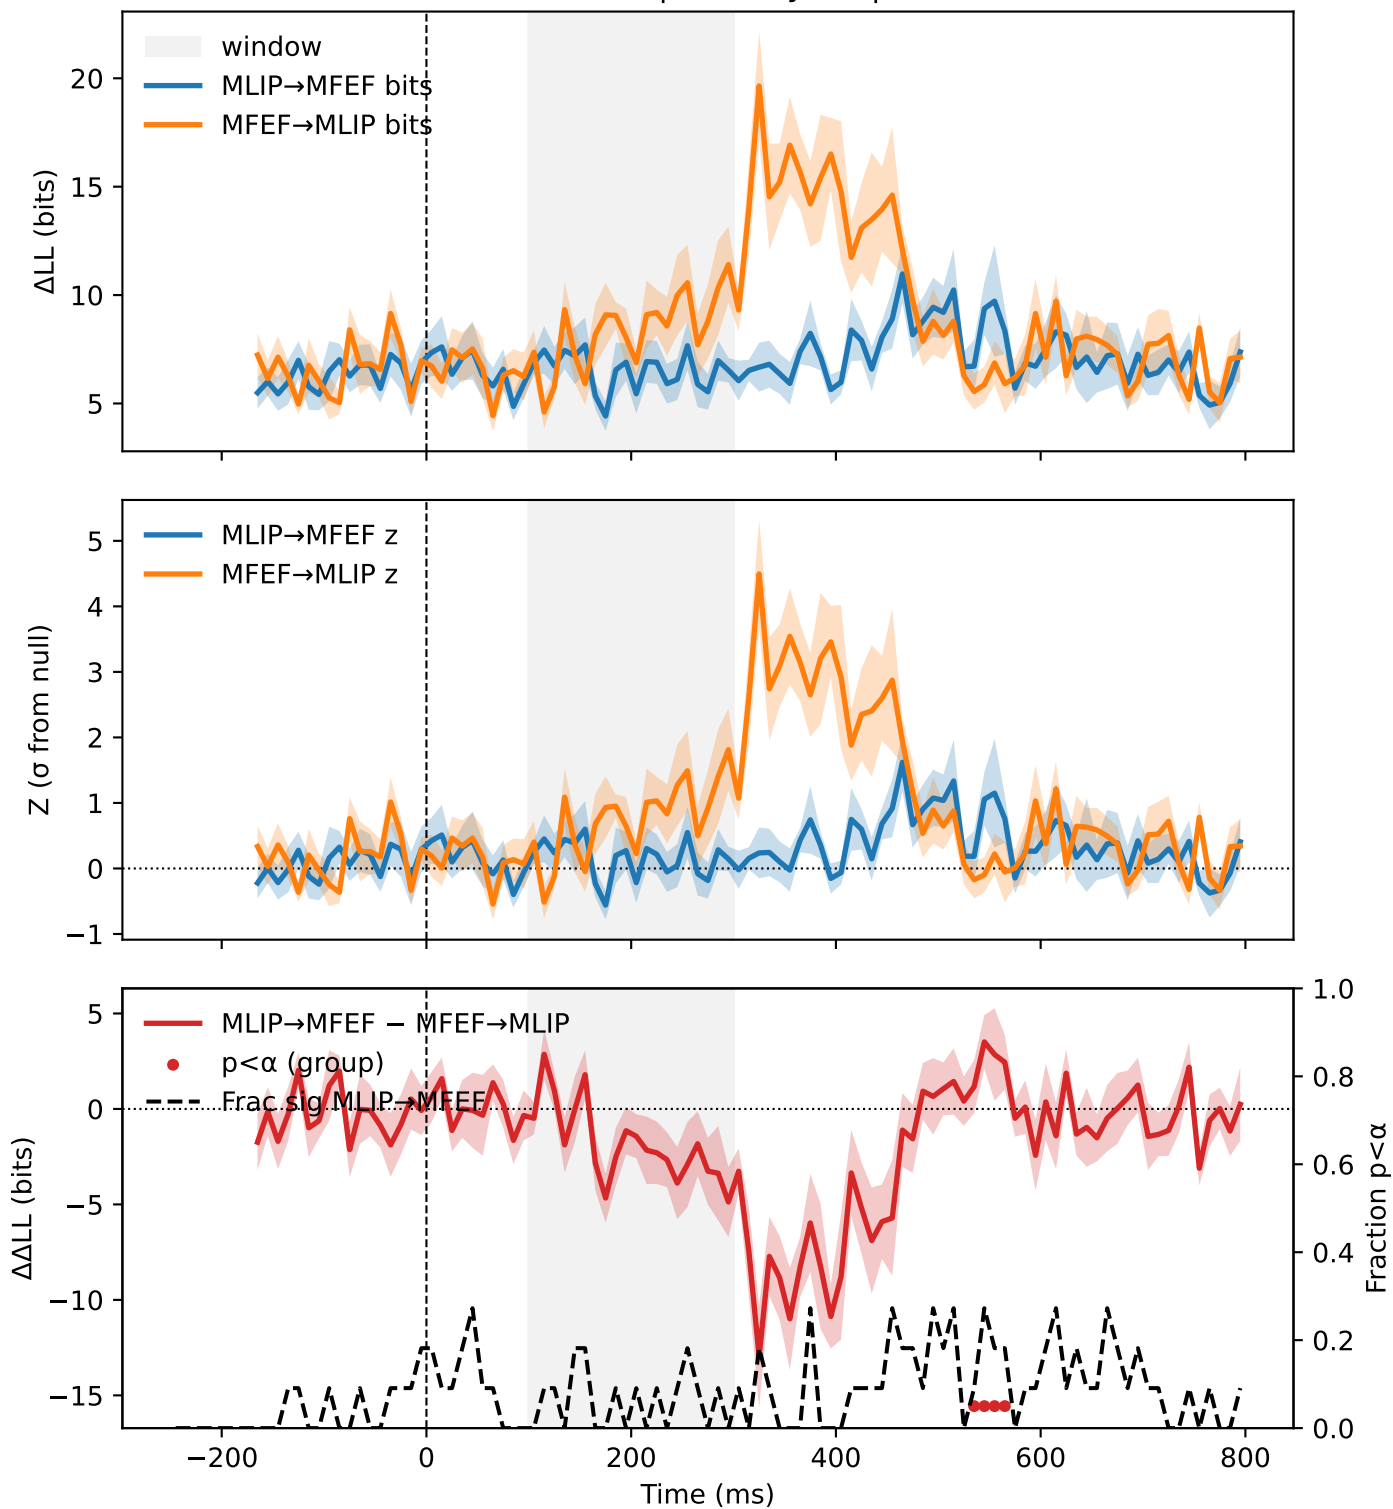 window
MLIP→MFEF bits
MFEF→MLIP bits
20
15
10
5
ΔLL (bits)
MLIP→MFEF z
MFEF→MLIP z
5
4
3
2
1
0
−1
Z (σ from null)
MLIP→MFEF − MFEF→MLIP
p<α (group)
Frac sig MLIP→MFEF
5
0
−5
−10
−15
ΔΔLL (bits)
1.0
0.8
0.6
0.4
0.2
0.0
Fraction p<α
−200 0 200 400 600 800
Time (ms)